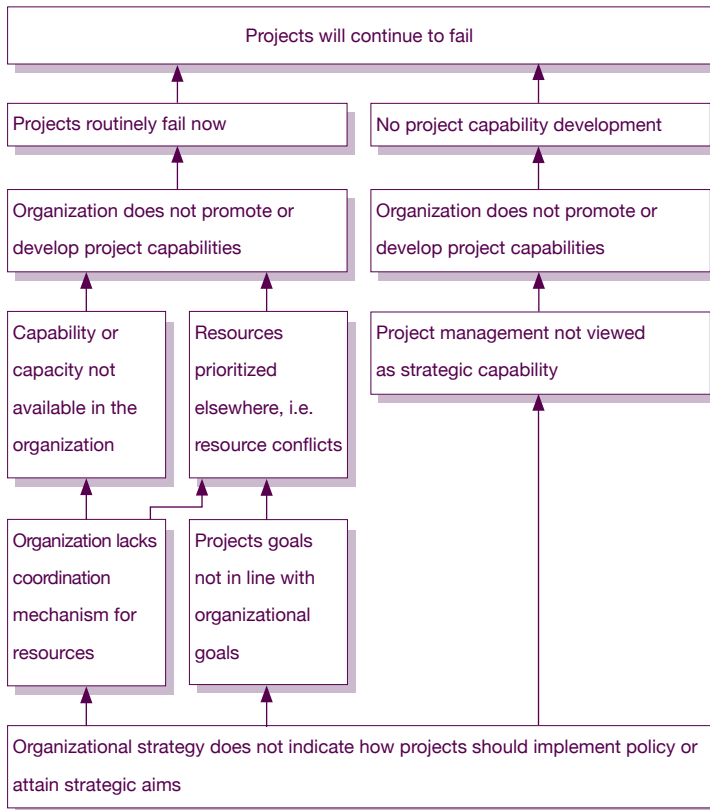 Projects will continue to fail
Projects routinely fail now
No project capability development
Organization does not promote or
develop project capabilities
Organization does not promote or
develop project capabilities
Capability or
capacity not
available in the
organization
Resources
prioritized
elsewhere, i.e.
resource conflicts
Project management not viewed
as strategic capability
Organization lacks
coordination
mechanism for
resources
Projects goals
not in line with
organizational
goals
Organizational strategy does not indicate how projects should implement policy or
attain strategic aims